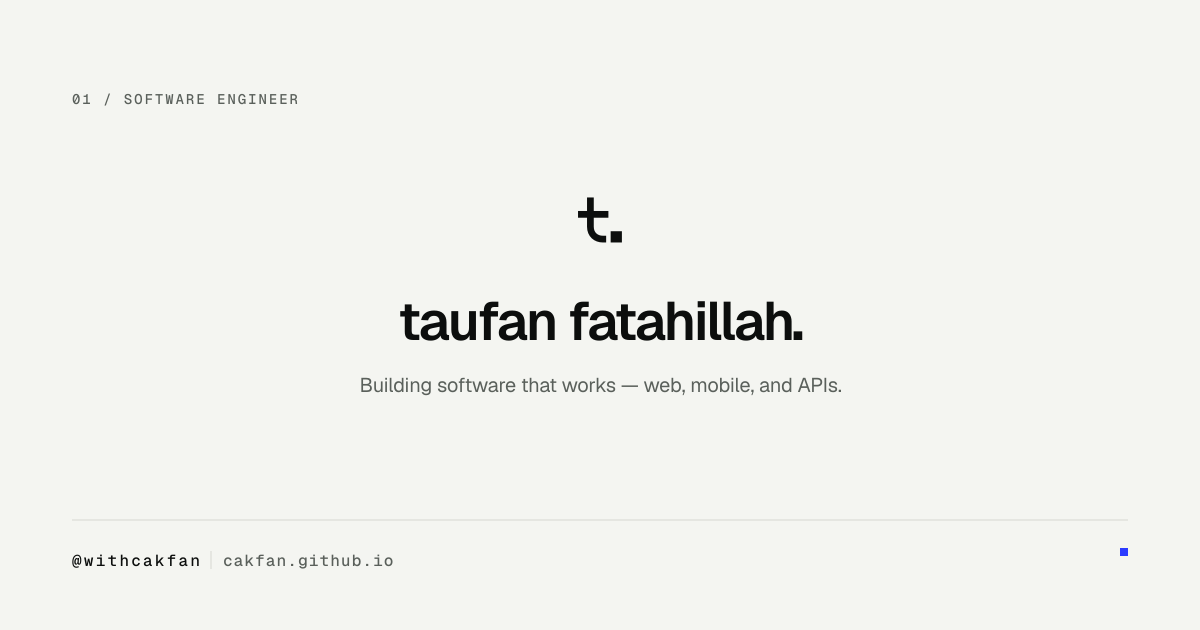 01 / SOFTWARE ENGINEER
t.
taufan fatahillah.
Building software that works — web, mobile, and APIs.
@withcakfan | cakfan.github.io